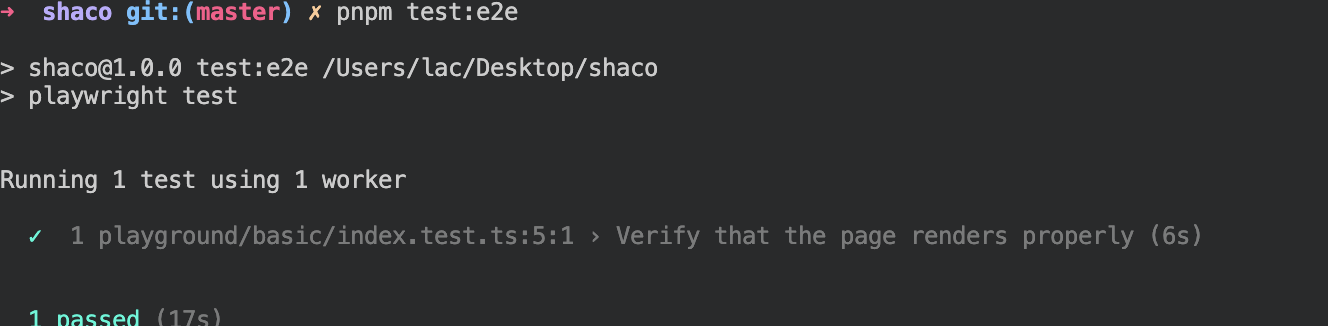 ➜ shaco git:(master) ✗ pnpm test:e2e
> shaco@1.0.0 test:e2e /Users/lac/Desktop/shaco
> playwright test
Running 1 test using 1 worker
✓ 1 playground/basic/index.test.ts:5:1 › Verify that the page renders properly (6s)
1 passed (17s)